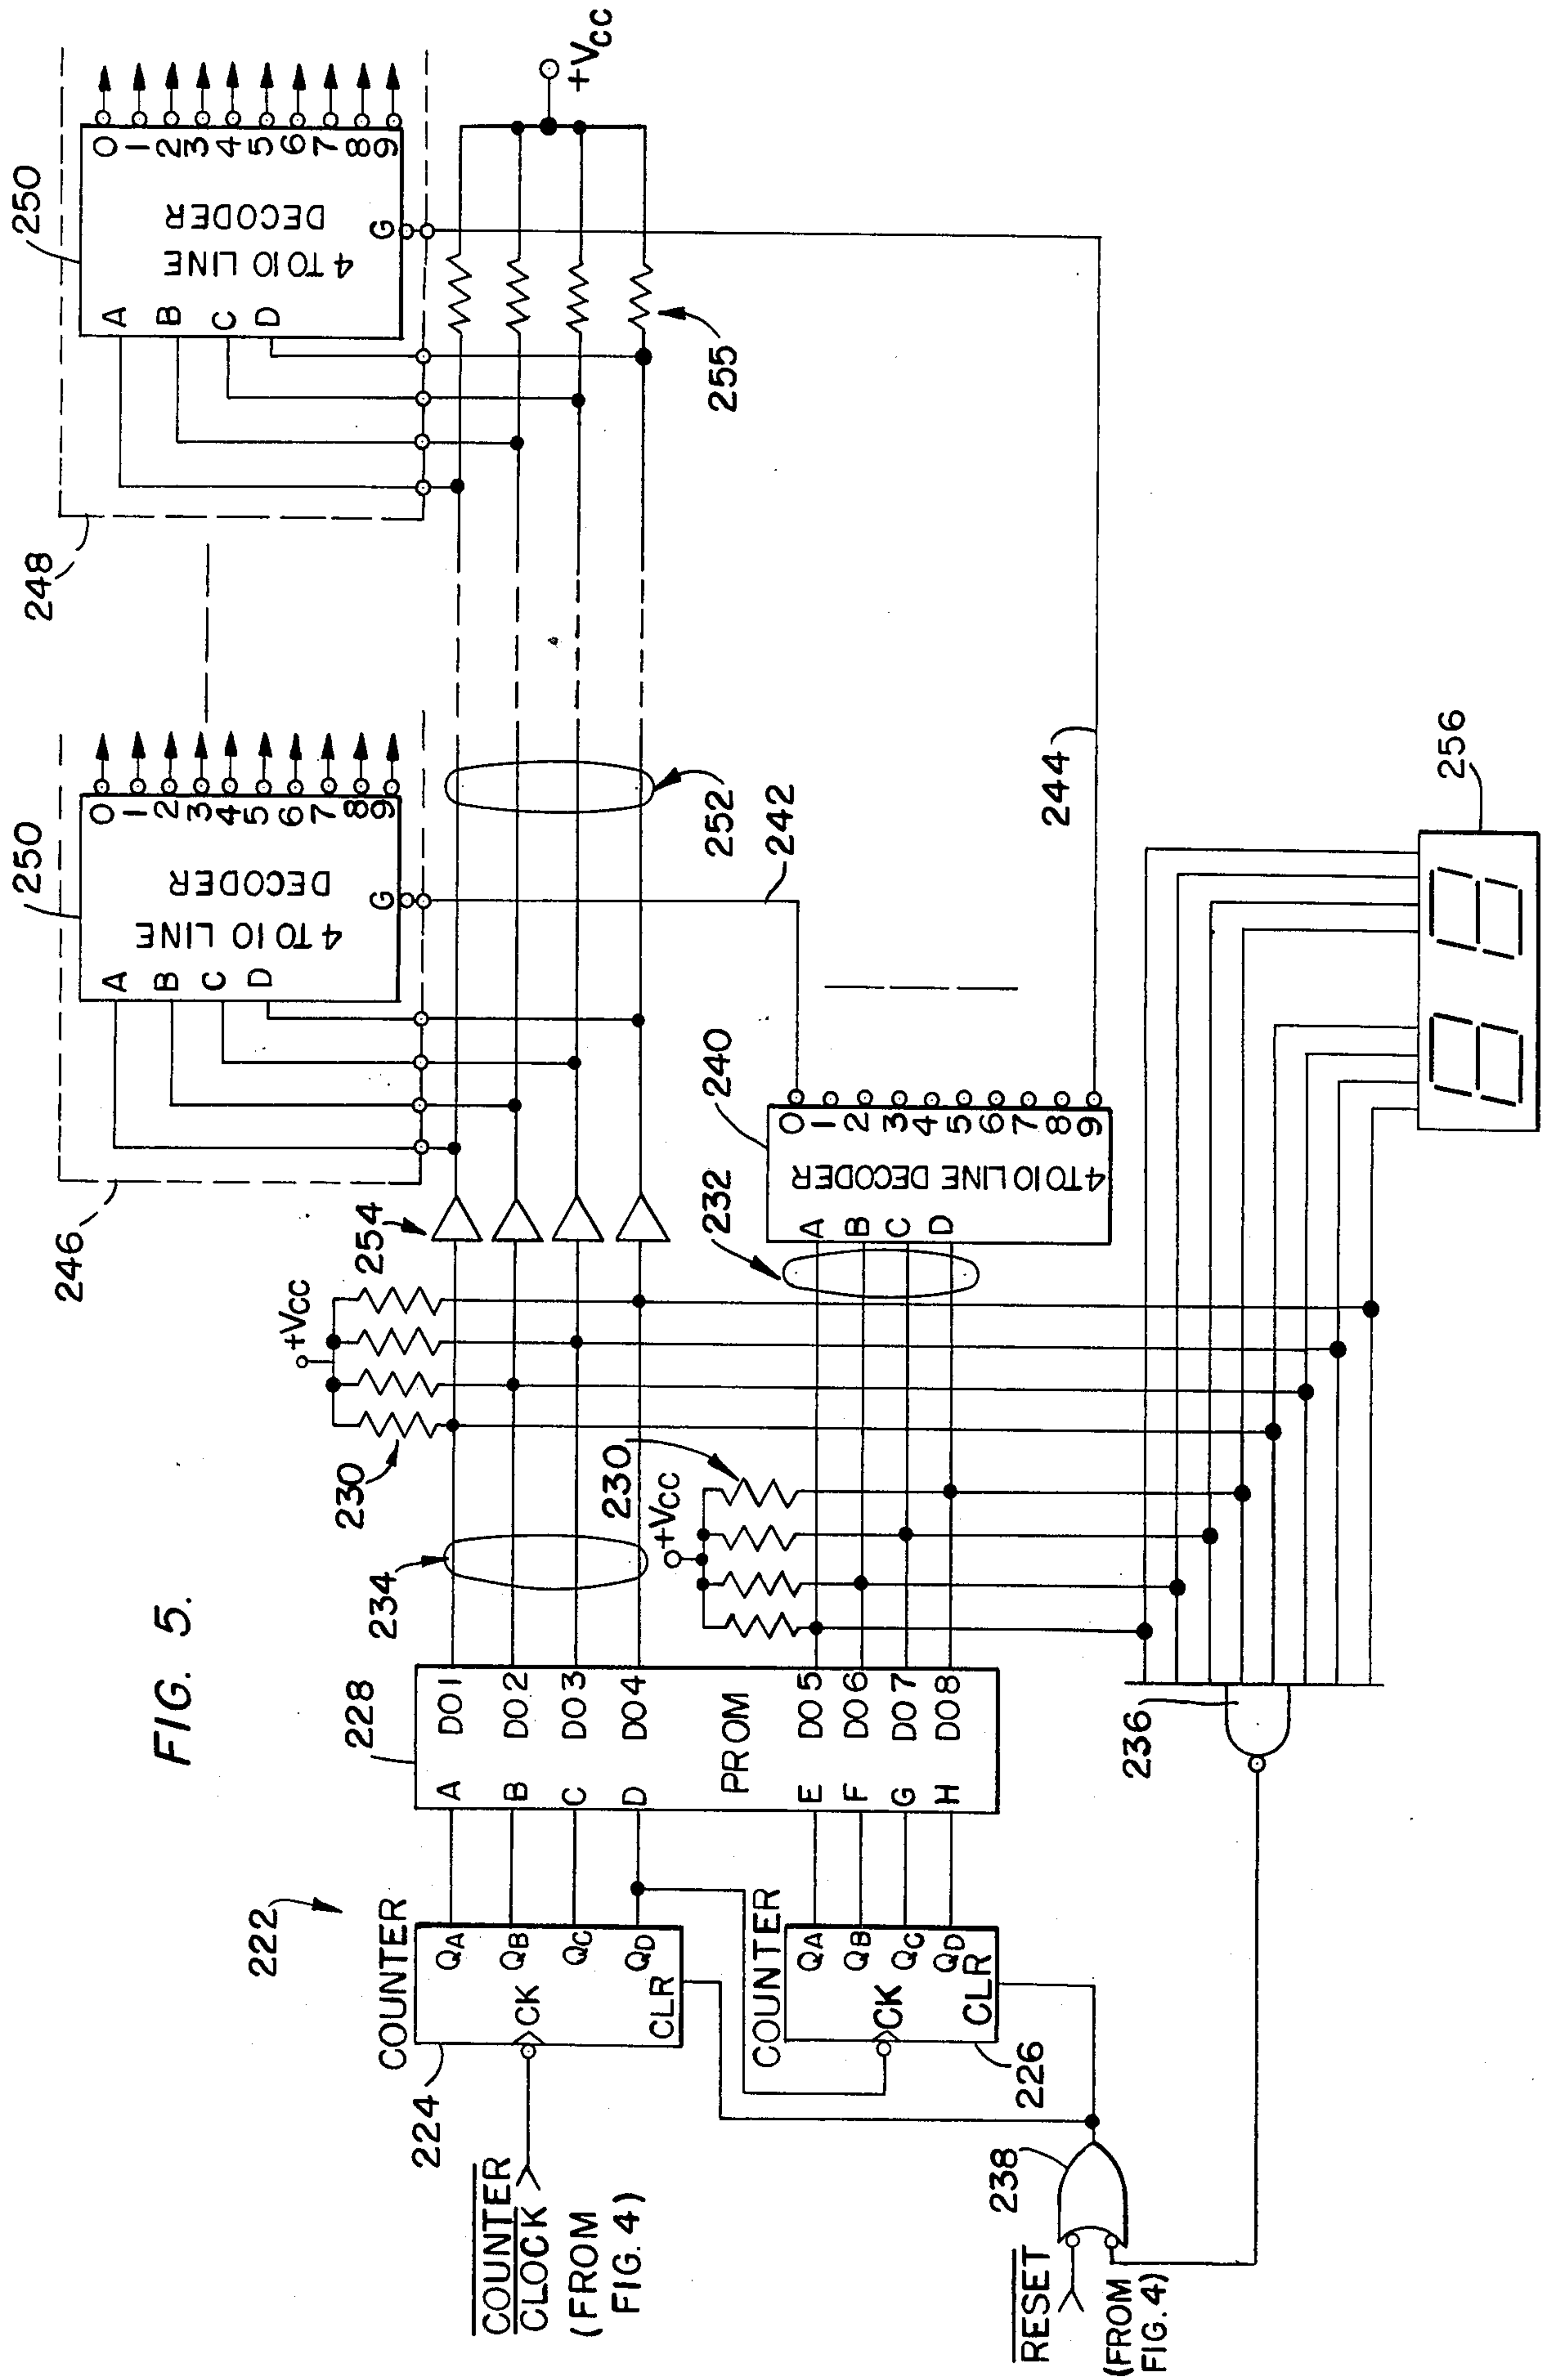 FIG. 5.
222
COUNTER
224
QA
QB
QC
QD
CK
CLR
COUNTER
CLOCK
(FROM
FIG. 4)
COUNTER
226
QA
QB
QC
QD
CK
CLR
238
RESET
(FROM
FIG. 4)
228
A
B
C
D
E
F
G
H
PROM
DO1
DO2
DO3
DO4
DO5
DO6
DO7
DO8
234
230
+VCC
230
+VCC
254
236
232
240
A
B
C
D
4 TO 10 LINE DECODER
0
1
2
3
4
5
6
7
8
9
242
244
246
250
A
B
C
D
4 TO 10 LINE
DECODER
G
0
1
2
3
4
5
6
7
8
9
252
248
250
A
B
C
D
4 TO 10 LINE
DECODER
G
0
1
2
3
4
5
6
7
8
9
255
+VCC
256